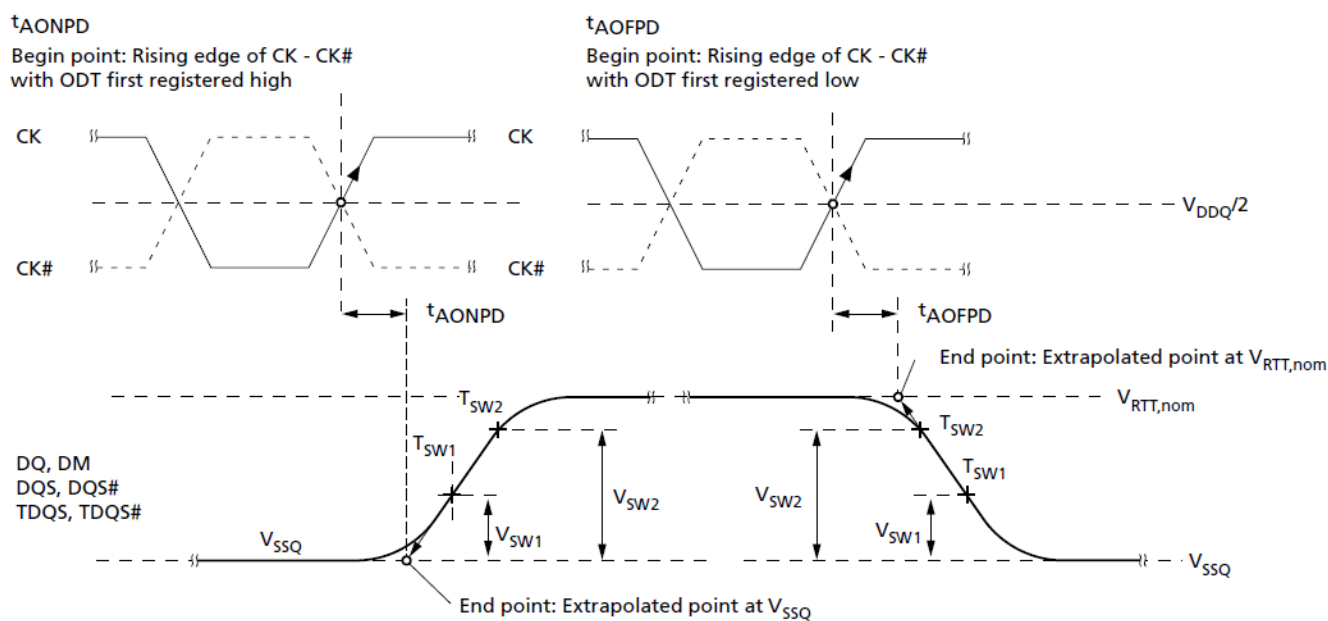 tAONPD
Begin point: Rising edge of CK - CK#
with ODT first registered high
tAOFPD
Begin point: Rising edge of CK - CK#
with ODT first registered low
CK
CK
VDDQ/2
CK#
CK#
tAONPD
tAOFPD
End point: Extrapolated point at VRTT,nom
TSW2
VRTT,nom
TSW2
TSW1
TSW1
DQ, DM
DQS, DQS#
TDQS, TDQS#
VSW2
VSW2
VSSQ
VSW1
VSW1
VSSQ
End point: Extrapolated point at VSSQ